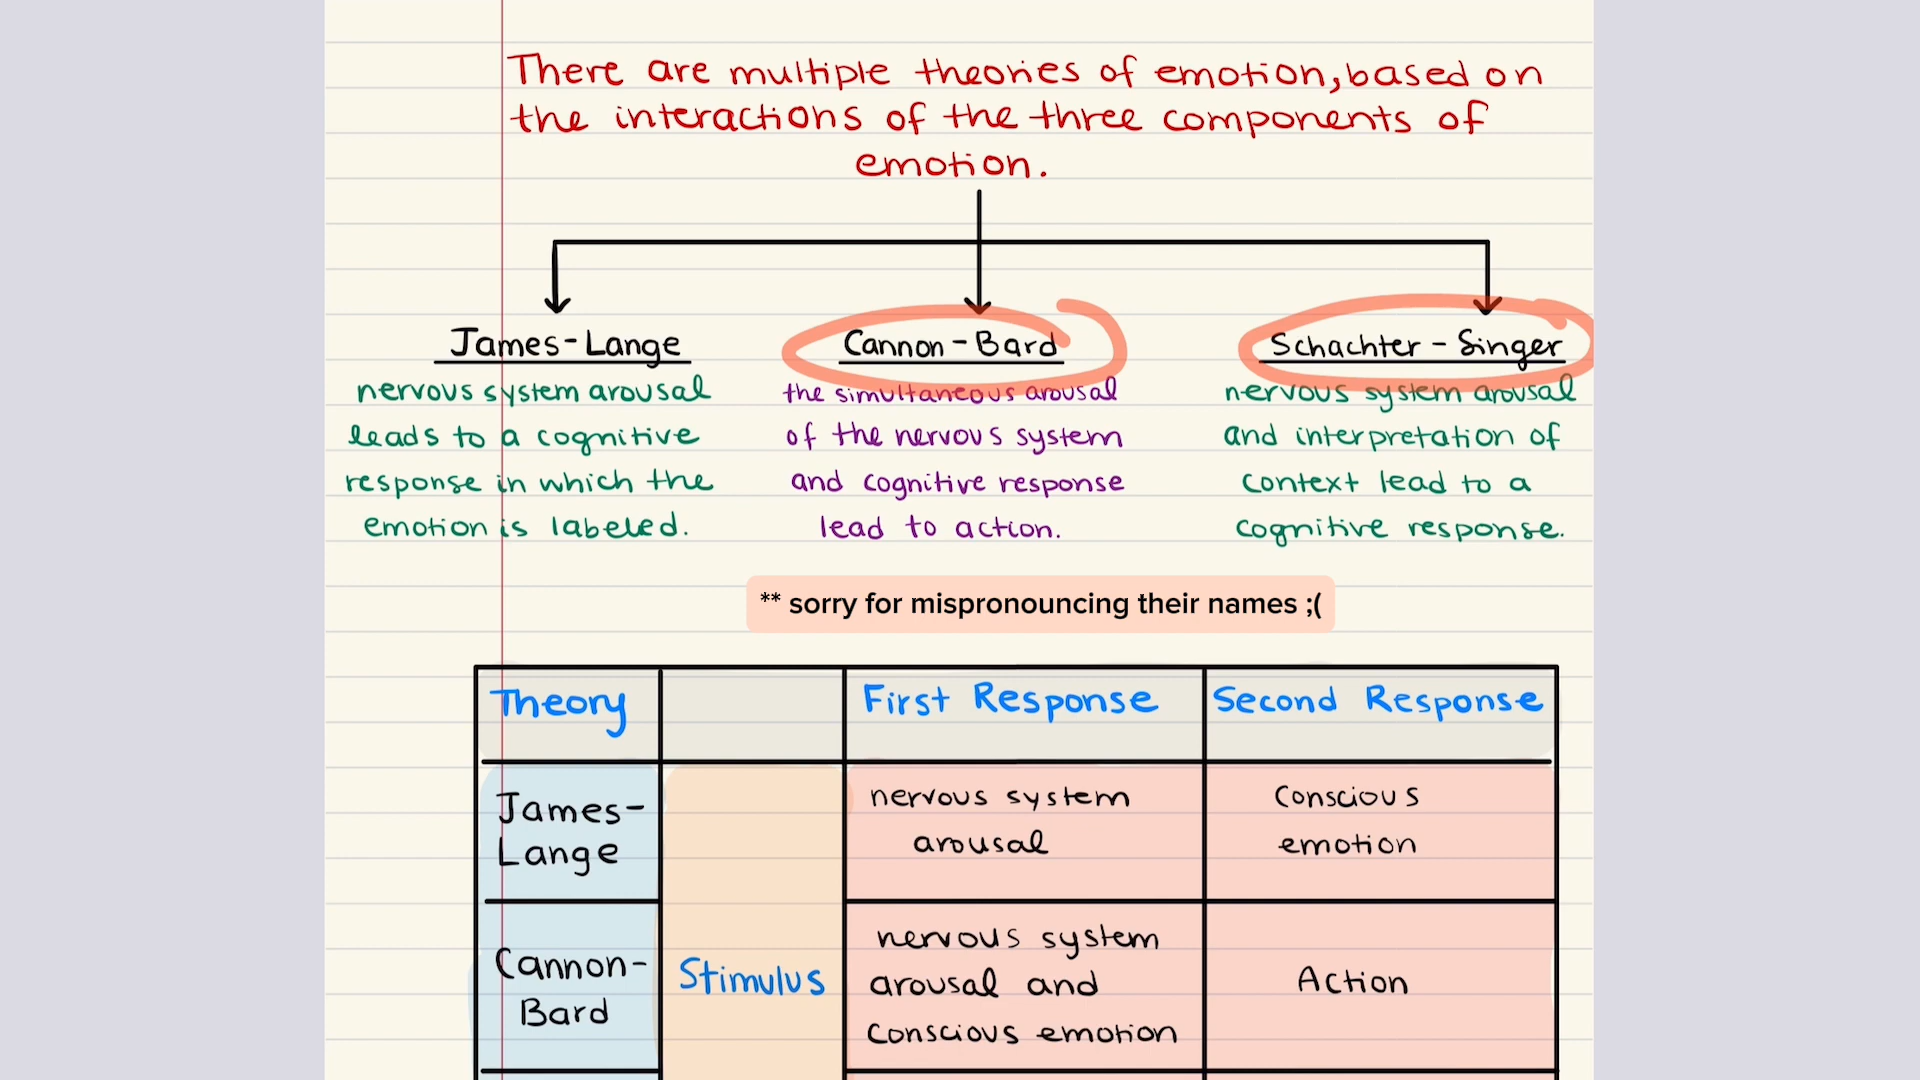 There are multiple theories of emotion, based on
the interactions of the three components of
emotion.
James-Lange
nervous system arousal
leads to a cognitive
response in which the
emotion is labeled.
Cannon-Bard
the simultaneous arousal
of the nervous system
and cognitive response
lead to action.
Schachter-Singer
nervous system arousal
and interpretation of
context lead to a
cognitive response.
** sorry for mispronouncing their names ;(
Theory
First Response
Second Response
James-
Lange
nervous system
arousal
Conscious
emotion
Cannon-
Bard
Stimulus
nervous system
arousal and
conscious emotion
Action